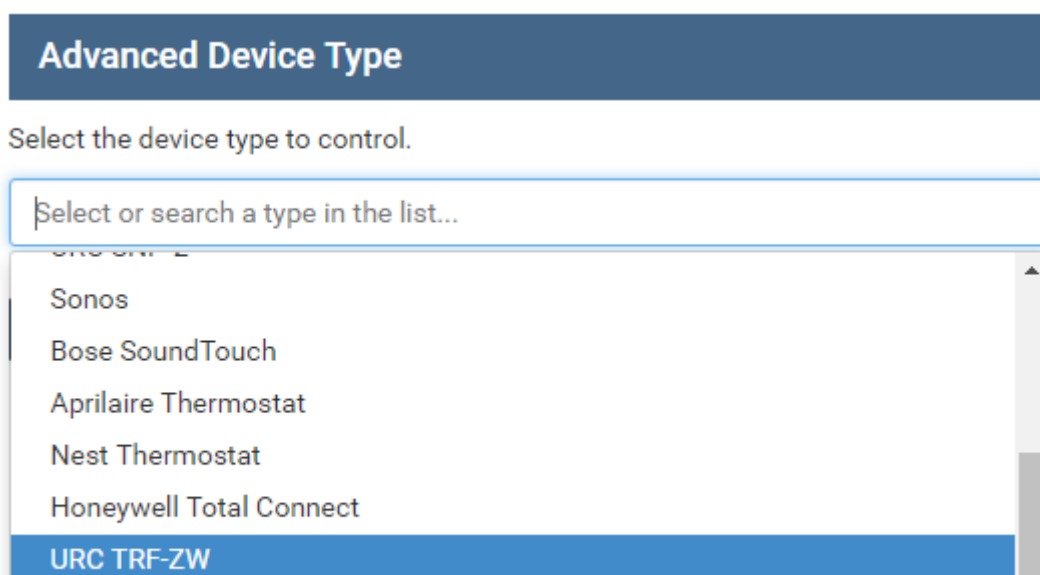 Advanced Device Type
Select the device type to control.
Select or search a type in the list...
Sonos
Bose SoundTouch
Aprilaire Thermostat
Nest Thermostat
Honeywell Total Connect
URC TRF-ZW